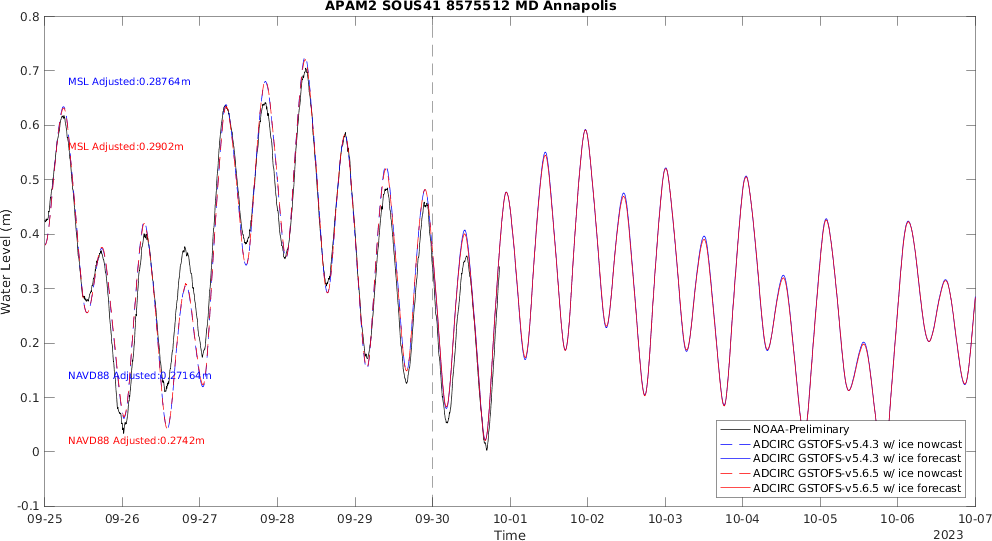 APAM2 SOUS41 8575512 MD Annapolis
0.8
0.7
0.6
0.5
0.4
0.3
0.2
0.1
0
-0.1
Water Level (m)
MSL Adjusted:0.28764m
MSL Adjusted:0.2902m
NAVD88 Adjusted:0.27164m
NAVD88 Adjusted:0.2742m
NOAA-Preliminary
ADCIRC GSTOFS-v5.4.3 w/ ice nowcast
ADCIRC GSTOFS-v5.4.3 w/ ice forecast
ADCIRC GSTOFS-v5.6.5 w/ ice nowcast
ADCIRC GSTOFS-v5.6.5 w/ ice forecast
09-25 09-26 09-27 09-28 09-29 09-30 10-01 10-02 10-03 10-04 10-05 10-06 10-07
Time
2023